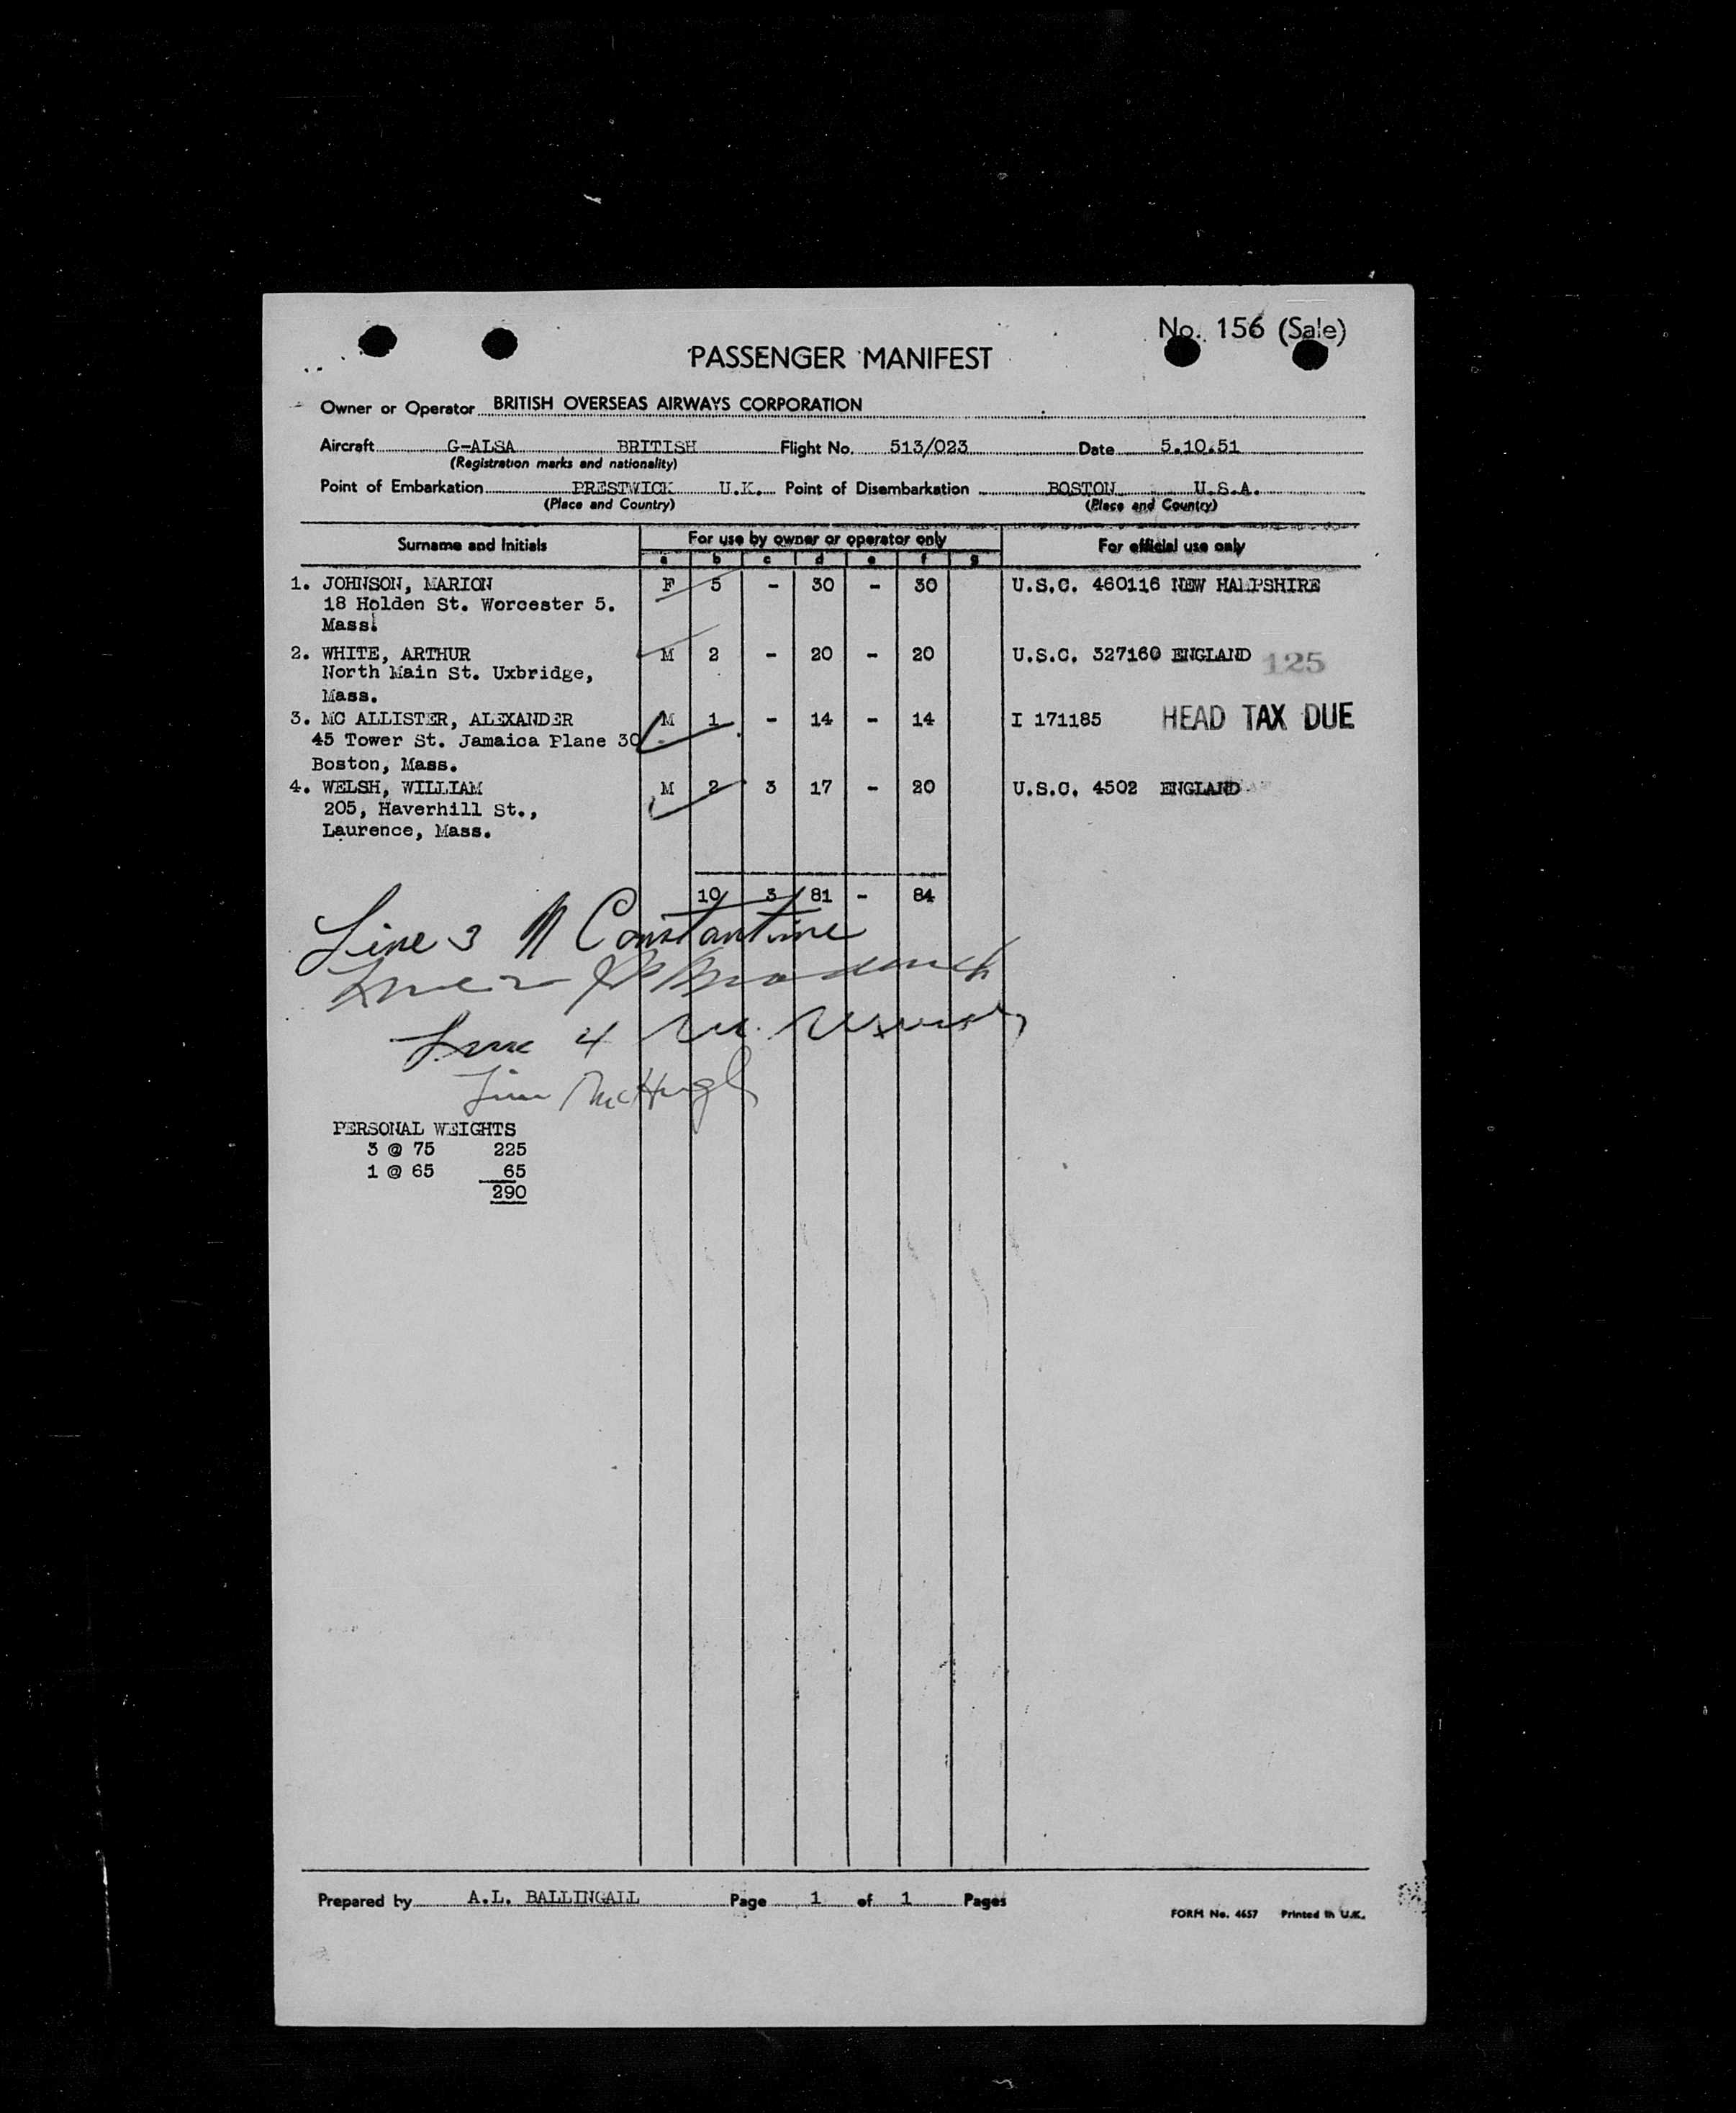 No. 156 (Sale)
PASSENGER MANIFEST
Owner or Operator BRITISH OVERSEAS AIRWAYS CORPORATION
Aircraft G-ALSA BRITISH Flight No. 513/023 Date 5.10.51
(Registration marks and nationality)
Point of Embarkation PRESTWICK U.K. Point of Disembarkation BOSTON U.S.A.
(Place and Country) (Place and Country)
Surname and Initials For use by owner or operator only For official use only
a b c d e f g
1. JOHNSON, MARION F 5 - 30 - 30 U.S.C. 460116 NEW HAMPSHIRE
18 Holden St. Worcester 5.
Mass.
2. WHITE, ARTHUR M 2 - 20 - 20 U.S.C. 327160 ENGLAND 125
North Main St. Uxbridge,
Mass.
3. MC ALLISTER, ALEXANDER M 1 - 14 - 14 I 171185 HEAD TAX DUE
45 Tower St. Jamaica Plane 30
Boston, Mass.
4. WELSH, WILLIAM M 2 3 17 - 20 U.S.C. 4502 ENGLAND
205, Haverhill St.,
Laurence, Mass.
10 3 81 - 84
Line 3 M Constantine
Line 2
Line 4 M.
Line McHugh
PERSONAL WEIGHTS
3 @ 75 225
1 @ 65 65
290
Prepared by A.L. BALLINGALL Page 1 of 1 Pages
FORM No. 4657 Printed in U.K.